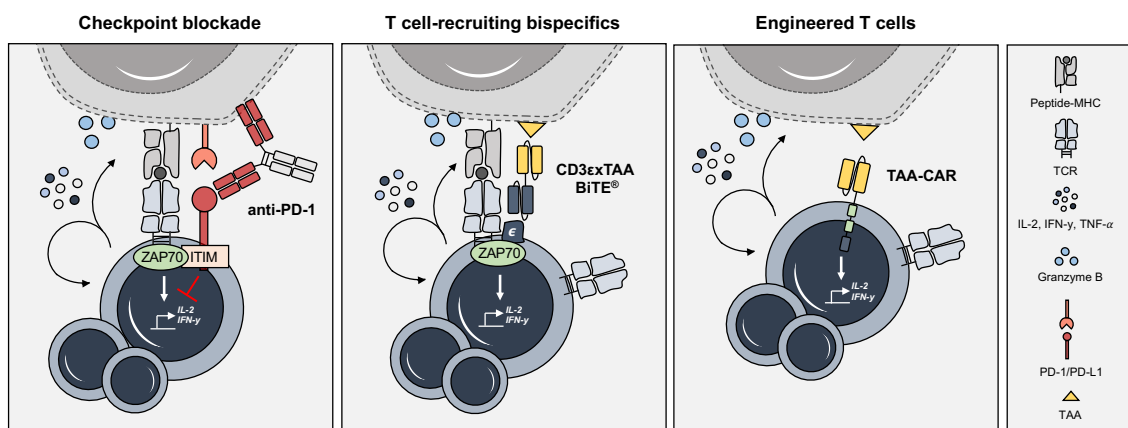 Checkpoint blockade
T cell-recruiting bispecifics
Engineered T cells
anti-PD-1
ZAP70
ITIM
IL-2
IFN-y
CD3εxTAA
BiTE®
ϵ
ZAP70
IL-2
IFN-y
TAA-CAR
IL-2
IFN-y
Peptide-MHC
TCR
IL-2, IFN-y, TNF-α
Granzyme B
PD-1/PD-L1
TAA